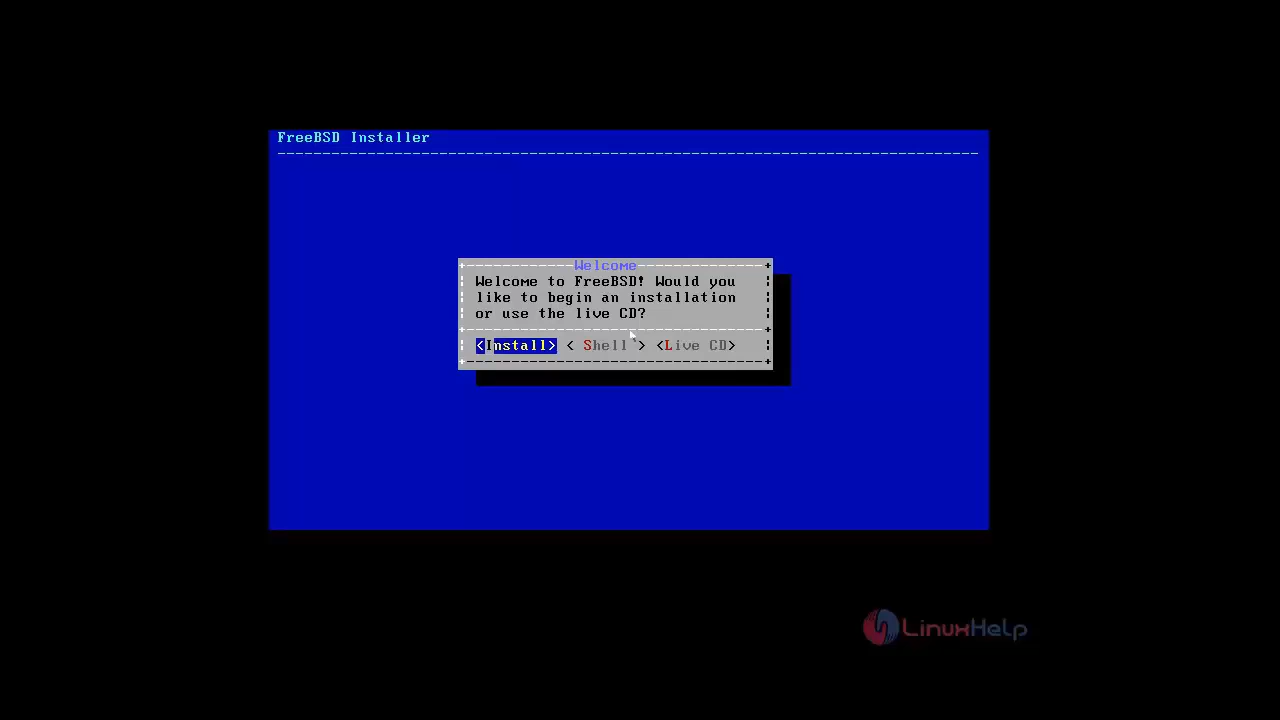 FreeBSD Installer
Welcome
Welcome to FreeBSD! Would you
like to begin an installation
or use the live CD?
<Install> < Shell > <Live CD>
LinuxHelp